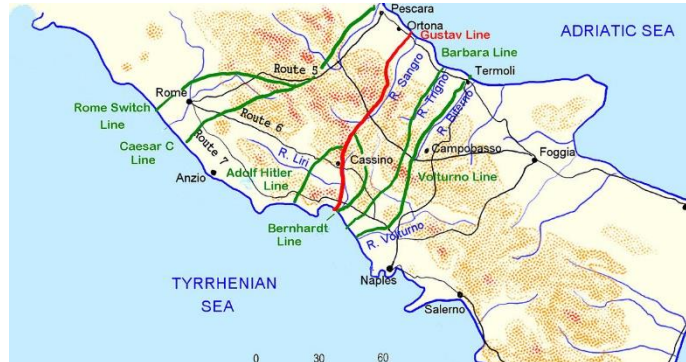 Pescara
Ortona
Gustav Line
ADRIATIC SEA
Barbara Line
Route 5
R. Sangro
R. Trigno
Termoli
Rome
R. Biferno
Rome Switch
Line
Route 6
Caesar C
Line
Route 7
R. Liri
Cassino
Campobasso
Foggia
Anzio
Adolf Hitler
Line
Volturno Line
Bernhardt
Line
R. Volturno
TYRRHENIAN
SEA
Naples
Salerno
0 30 60